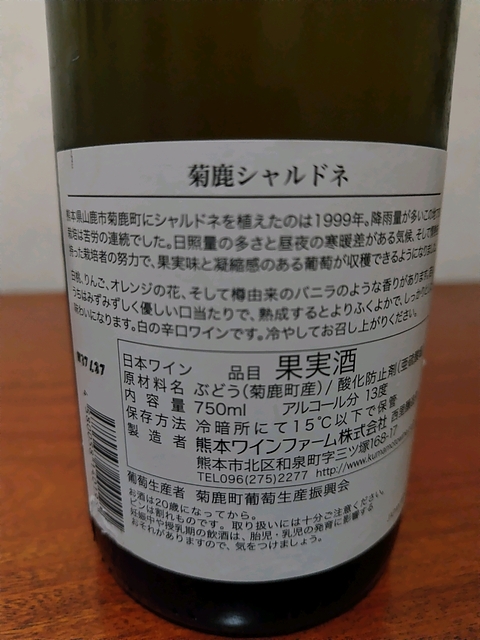 菊鹿シャルドネ
熊本県山鹿市菊鹿町にシャルドネを植えたのは1999年。降雨量が多いこの
栽培は苦労の連続でした。日照量の多さと昼夜の寒暖差がある気候、そして
栽培者の努力で、果実味と凝縮感のある葡萄が収穫できるようになりました
白桃、りんご、オレンジの花、そして樽由来のバニラのような香りがあります。
うちはみずみずしく優しい口当たりで、熟成するとよりふくよかで、しっかりと
味わいになります。白の辛口ワインです。冷やしてお召し上がりください。
日本ワイン 品目 果実酒
原材料名 ぶどう(菊鹿町産)/酸化防止剤
内容量 750ml アルコール分 13度
保存方法 冷暗所にて15℃以下で保管
製造者 熊本ワインファーム株式会社
熊本市北区和泉町字三ツ塚168-17
TEL096(275)2277 http://www.kumamotowine
葡萄生産者 菊鹿町葡萄生産振興会
お酒は20歳になってから。
ビンは割れものです。取り扱いには十分ご注意ください。
妊娠中や授乳期の飲酒は、胎児・乳児の発育に影響する
おそれがありますので、気をつけましょう。